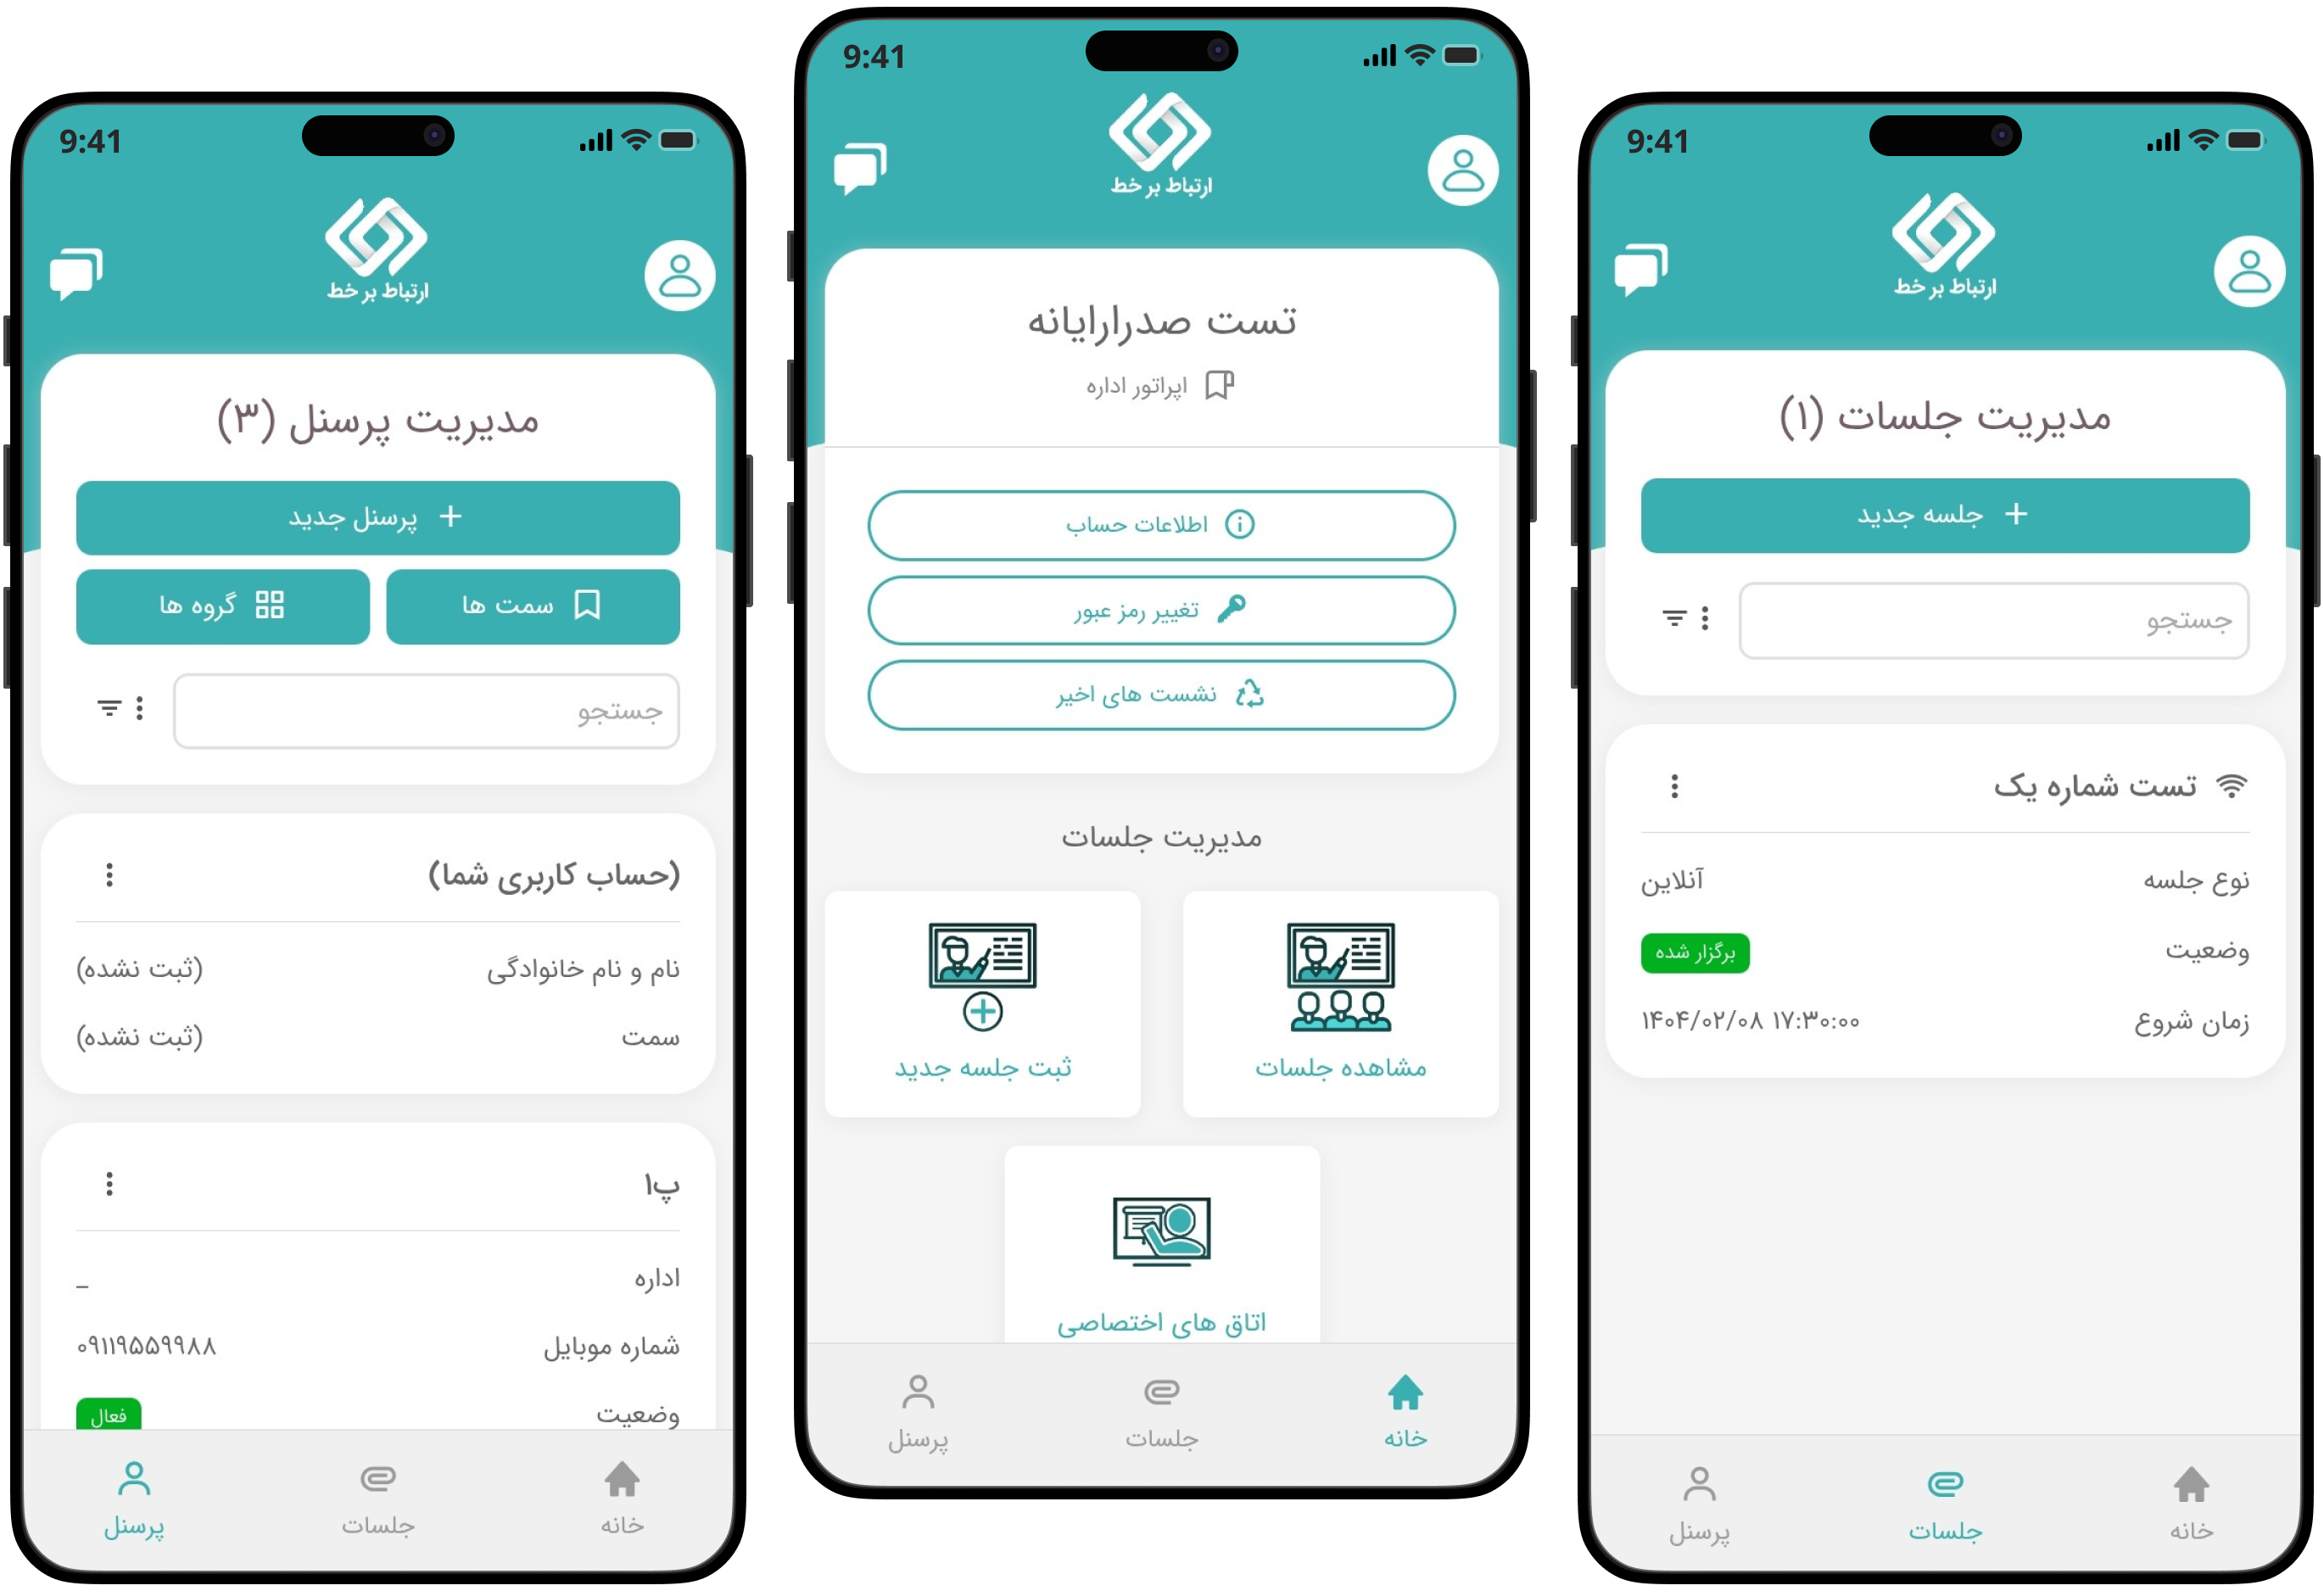 9:41
ارتباط بر خط
مدیریت پرسنل (۳)
پرسنل جدید
سمت ها
گروه ها
جستجو
(حساب کاربری شما)
نام و نام خانوادگی (ثبت نشده)
سمت (ثبت نشده)
پ۱
اداره _
شماره موبایل ۰۹۱۱۹۵۵۹۹۸۸
وضعیت فعال
خانه جلسات پرسنل
9:41
ارتباط بر خط
تست صدرارایانه
اپراتور اداره
اطلاعات حساب
تغییر رمز عبور
نشست های اخیر
مدیریت جلسات
مشاهده جلسات
ثبت جلسه جدید
اتاق های اختصاصی
خانه جلسات پرسنل
9:41
ارتباط بر خط
مدیریت جلسات (۱)
جلسه جدید
جستجو
تست شماره یک
نوع جلسه آنلاین
وضعیت برگزار شده
زمان شروع ۱۴۰۴/۰۲/۰۸ ۱۷:۳۰:۰۰
خانه جلسات پرسنل